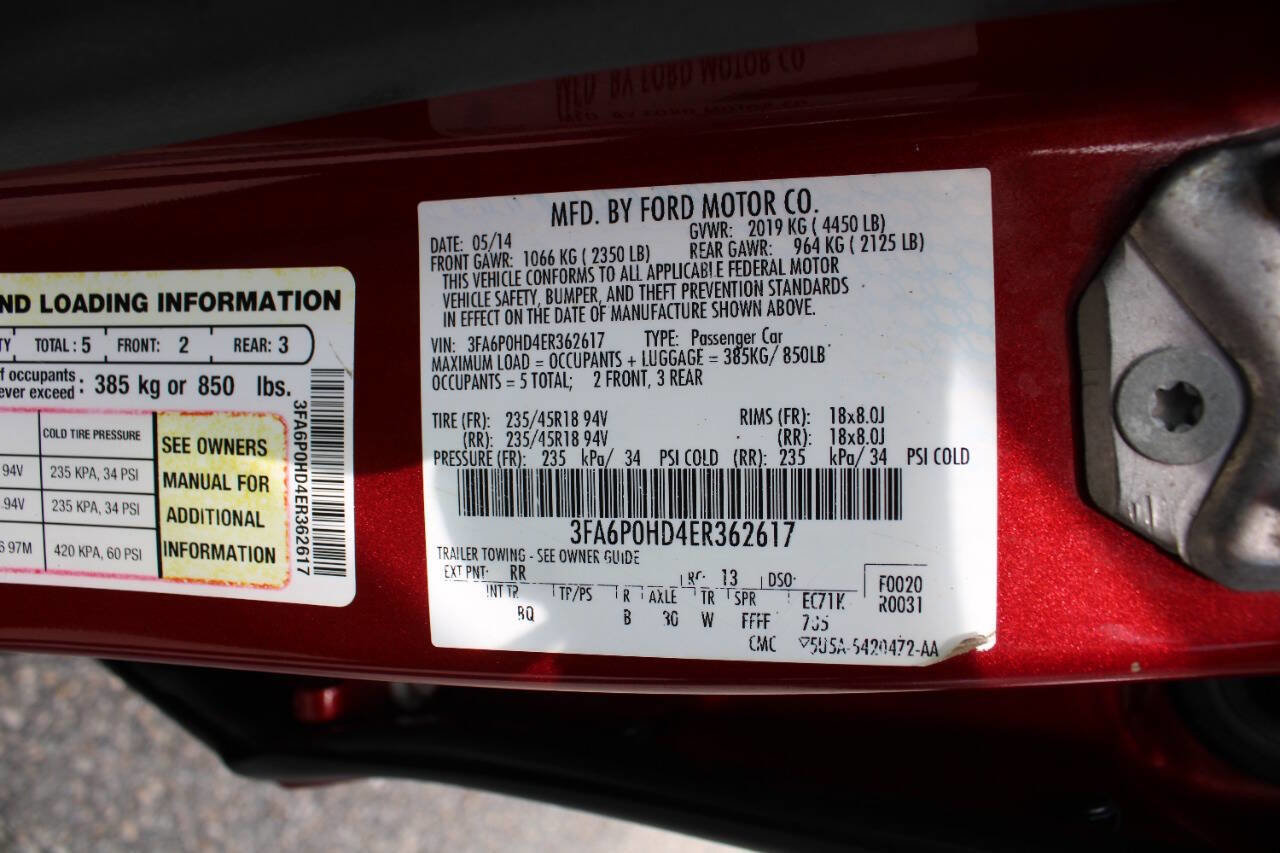 ND LOADING INFORMATION
TY TOTAL : 5 FRONT: 2 REAR: 3
f occupants
ever exceed : 385 kg or 850 lbs.
COLD TIRE PRESSURE
94V 235 KPA, 34 PSI
94V 235 KPA, 34 PSI
6 97M 420 KPA, 60 PSI
SEE OWNERS
MANUAL FOR
ADDITIONAL
INFORMATION
3FA6P0HD4ER362617
MFD. BY FORD MOTOR CO.
DATE: 05/14 GVWR: 2019 KG ( 4450 LB)
FRONT GAWR: 1066 KG ( 2350 LB) REAR GAWR: 964 KG ( 2125 LB)
THIS VEHICLE CONFORMS TO ALL APPLICABLE FEDERAL MOTOR
VEHICLE SAFETY, BUMPER, AND THEFT PREVENTION STANDARDS
IN EFFECT ON THE DATE OF MANUFACTURE SHOWN ABOVE.
VIN: 3FA6P0HD4ER362617 TYPE: Passenger Car
MAXIMUM LOAD = OCCUPANTS + LUGGAGE = 385KG/ 850LB
OCCUPANTS = 5 TOTAL; 2 FRONT, 3 REAR
TIRE (FR): 235/45R18 94V RIMS (FR): 18x8.0J
(RR): 235/45R18 94V (RR): 18x8.0J
PRESSURE (FR): 235 kPa/ 34 PSI COLD (RR): 235 kPa/ 34 PSI COLD
3FA6P0HD4ER362617
TRAILER TOWING - SEE OWNER GUIDE
EXT PNT: RR RC: 13 DSO: F0020
INT TR TP/PS R AXLE TR SPR EC71K R0031
BQ B W FFFF
CMC